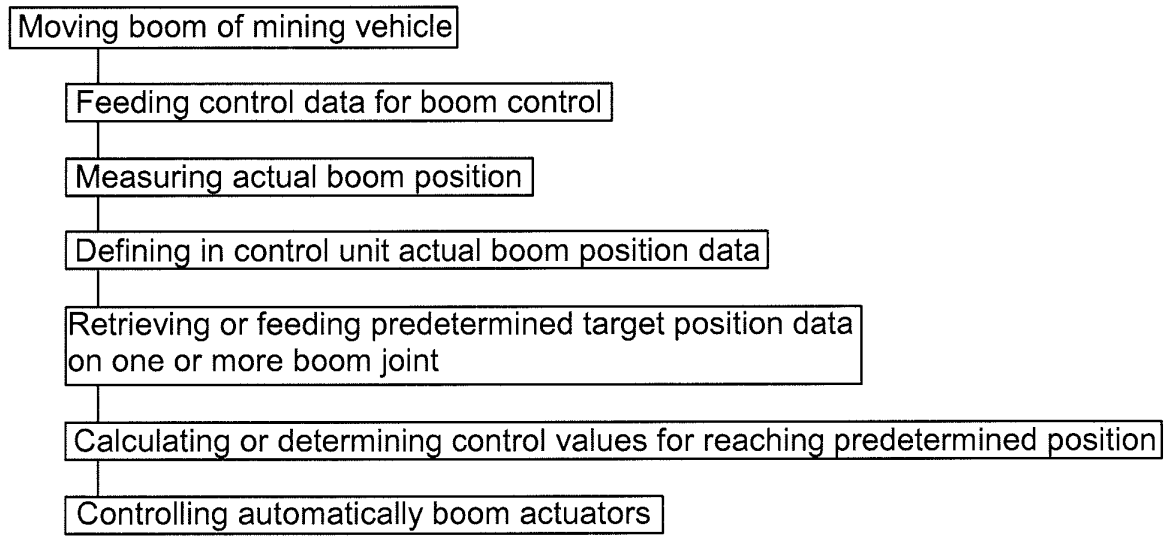 Moving boom of mining vehicle
Feeding control data for boom control
Measuring actual boom position
Defining in control unit actual boom position data
Retrieving or feeding predetermined target position data
on one or more boom joint
Calculating or determining control values for reaching predetermined position
Controlling automatically boom actuators